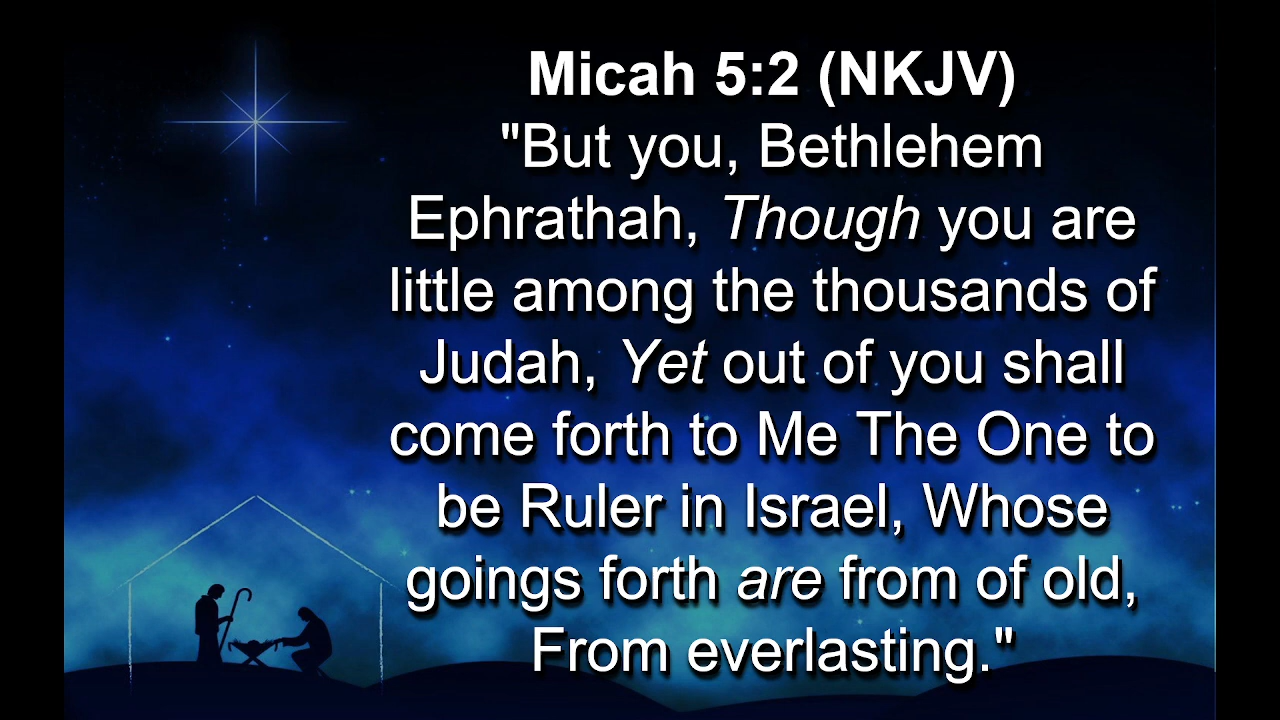 Micah 5:2 (NKJV)
"But you, Bethlehem
Ephrathah, Though you are
little among the thousands of
Judah, Yet out of you shall
come forth to Me The One to
be Ruler in Israel, Whose
goings forth are from of old,
From everlasting."